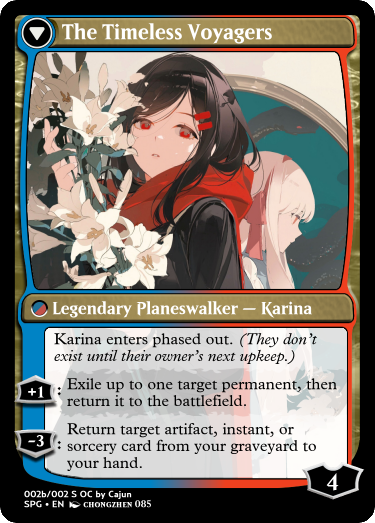 The Timeless Voyagers
Legendary Planeswalker — Karina
Karina enters phased out. (They don't
exist until their owner's next upkeep.)
+1: Exile up to one target permanent, then
return it to the battlefield.
-3: Return target artifact, instant, or
sorcery card from your graveyard to
your hand.
4
002b/002 S OC by Cajun
SPG • EN CHONGZHEN 085